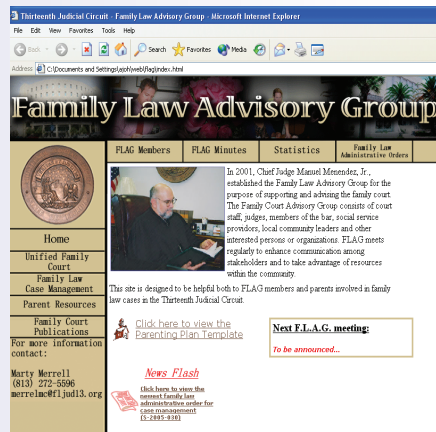 Thirteenth Judicial Circuit - Family Law Advisory Group - Microsoft Internet Explorer
File Edit View Favorites Tools Help
Back Search Favorites Media
Address C:\Documents and Settings\ajoh\web\flag\index.html
Family Law Advisory Group
FLAG Members FLAG Minutes Statistics Family Law
Administrative Orders
In 2001, Chief Judge Manuel Menendez, Jr.,
established the Family Law Advisory Group for the
purpose of supporting and advising the family court.
The Family Court Advisory Group consists of court
staff, judges, members of the bar, social service
providers, local community leaders and other
interested persons or organizations. FLAG meets
regularly to enhance communication among
stakeholders and to take advantage of resources
within the community.
This site is designed to be helpful both to FLAG members and parents involved in family
law cases in the Thirteenth Judicial Circuit.
Home
Unified Family
Court
Family Law
Case Management
Parent Resources
Family Court
Publications
For more information
contact:
Marty Merrell
(813) 272-5596
merrelmc@fljud13.org
Click here to view the
Parenting Plan Template
Next F.L.A.G. meeting:
To be announced...
News Flash
Click here to view the
newest family law
administrative order for
case management
(S-2005-030)